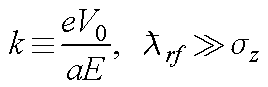 k ≡ eV₀/aE, ƛ_rf ≫ σ_z